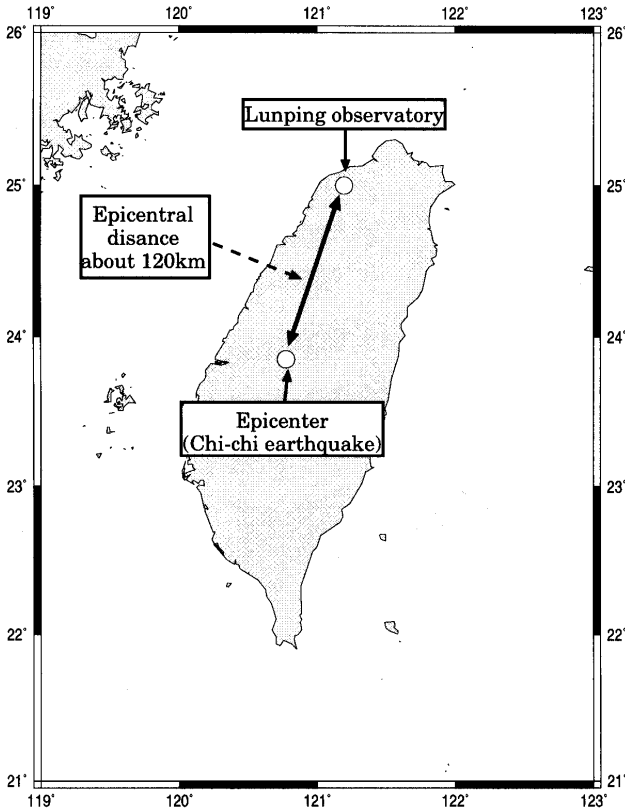 119° 120° 121° 122° 123°
26° 26°
Lunping observatory
25° 25°
Epicentral
disance
about 120km
24° 24°
Epicenter
(Chi-chi earthquake)
23° 23°
22° 22°
21° 21°
119° 120° 121° 122° 123°